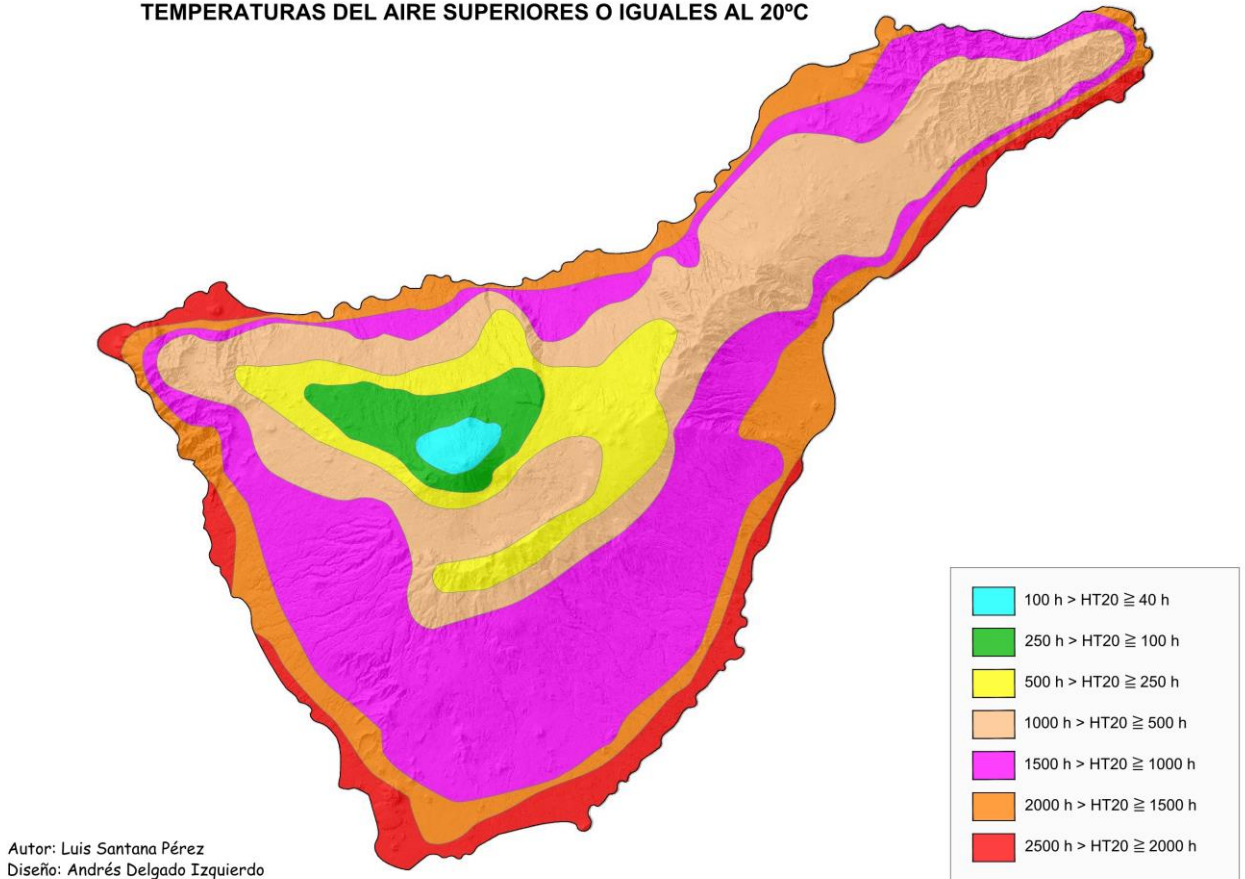 TEMPERATURAS DEL AIRE SUPERIORES O IGUALES AL 20ºC
100 h > HT20 ≧ 40 h
250 h > HT20 ≧ 100 h
500 h > HT20 ≧ 250 h
1000 h > HT20 ≧ 500 h
1500 h > HT20 ≧ 1000 h
2000 h > HT20 ≧ 1500 h
2500 h > HT20 ≧ 2000 h
Autor: Luis Santana Pérez
Diseño: Andrés Delgado Izquierdo